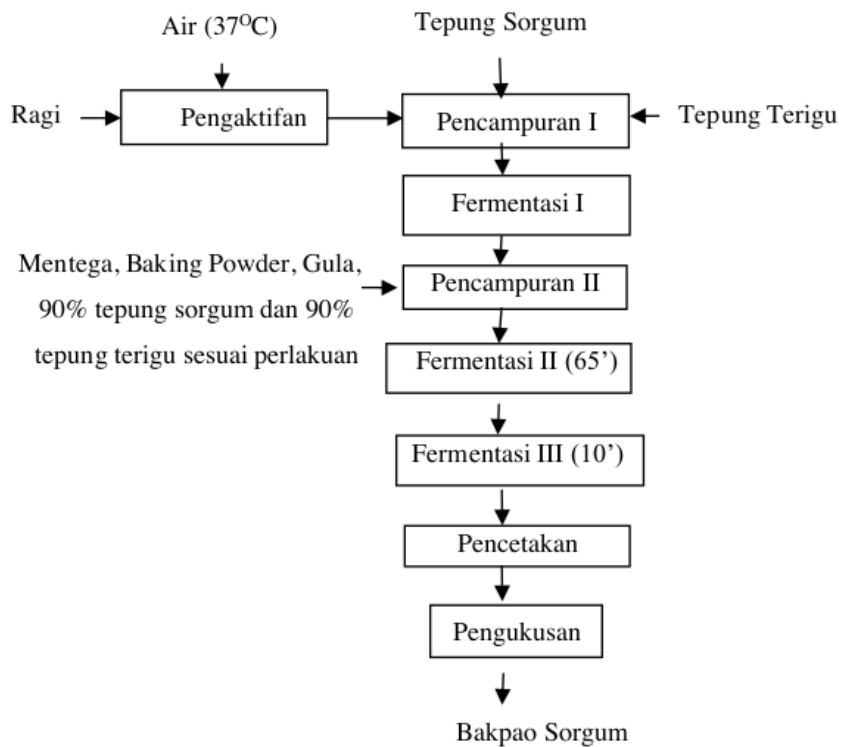 Air (37°C)
Tepung Sorgum
Ragi
Pengaktifan
Pencampuran I
Tepung Terigu
Fermentasi I
Mentega, Baking Powder, Gula,
90% tepung sorgum dan 90%
tepung terigu sesuai perlakuan
Pencampuran II
Fermentasi II (65’)
Fermentasi III (10’)
Pencetakan
Pengukusan
Bakpao Sorgum